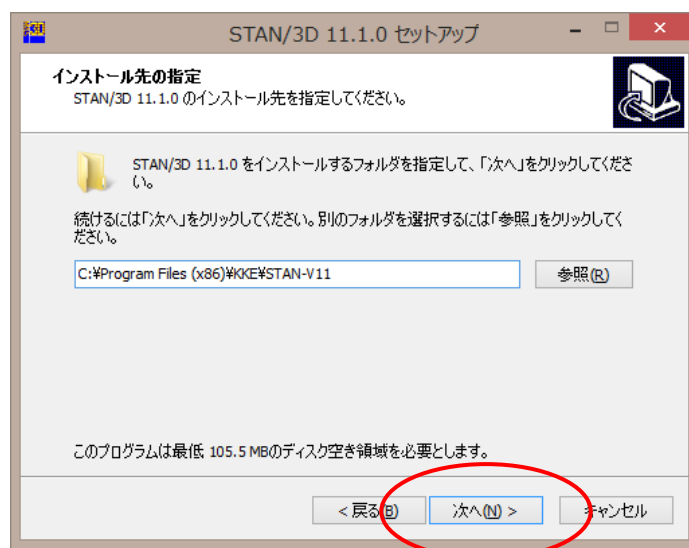 STAN/3D 11.1.0 セットアップ
インストール先の指定
STAN/3D 11.1.0 のインストール先を指定してください。
STAN/3D 11.1.0 をインストールするフォルダを指定して、「次へ」をクリックしてくださ
い。
続けるには「次へ」をクリックしてください。別のフォルダを選択するには「参照」をクリックしてく
ださい。
C:¥Program Files (x86)¥KKE¥STAN-V11
参照(R)
このプログラムは最低 105.5 MBのディスク空き領域を必要とします。
< 戻る(B)
次へ(N) >
キャンセル